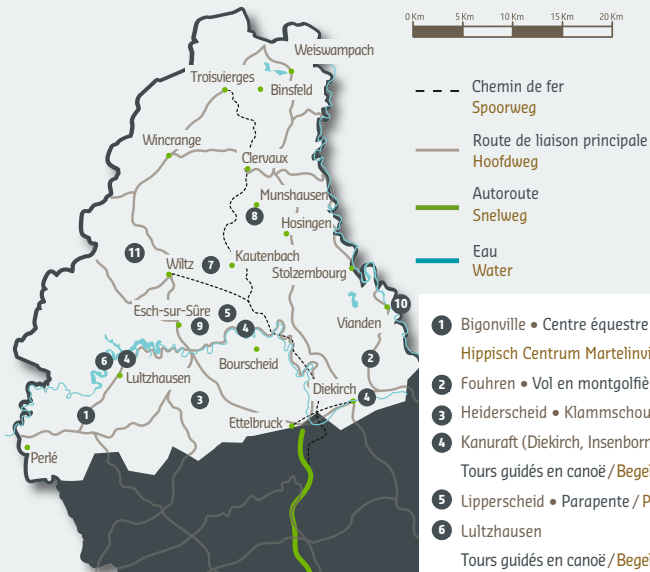 0 Km 5 Km 10 Km 15 Km 20 Km
Weiswampach
Troisvierges
Binsfeld
Wincrange
Clervaux
Munshausen
8
Hosingen
11
Wiltz
7
Kautenbach
Stolzembourg
Esch-sur-Sûre
5
9
4
10
Vianden
6
4
Bourscheid
2
Lultzhausen
Diekirch
3
4
1
Ettelbruck
Perlé
Chemin de fer
Spoorweg
Route de liaison principale
Hoofdweg
Autoroute
Snelweg
Eau
Water
1 Bigonville • Centre équestre
Hippisch Centrum Martelinvi
2 Fouhren • Vol en montgolfiè
3 Heiderscheid • Klammschou
4 Kanuraft (Diekirch, Insenborn
Tours guidés en canoë / Begel
5 Lipperscheid • Parapente / P
6 Lultzhausen
Tours guidés en canoë / Begel